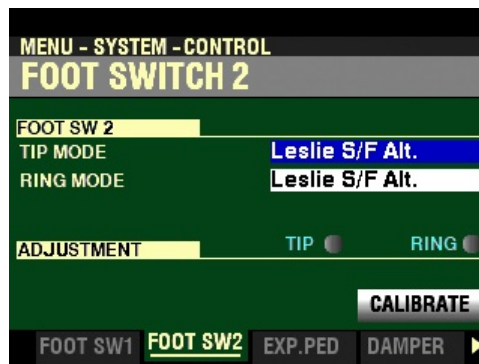 MENU - SYSTEM - CONTROL
FOOT SWITCH 2
FOOT SW 2
TIP MODE Leslie S/F Alt.
RING MODE Leslie S/F Alt.
ADJUSTMENT TIP RING
CALIBRATE
FOOT SW1 FOOT SW2 EXP.PED DAMPER